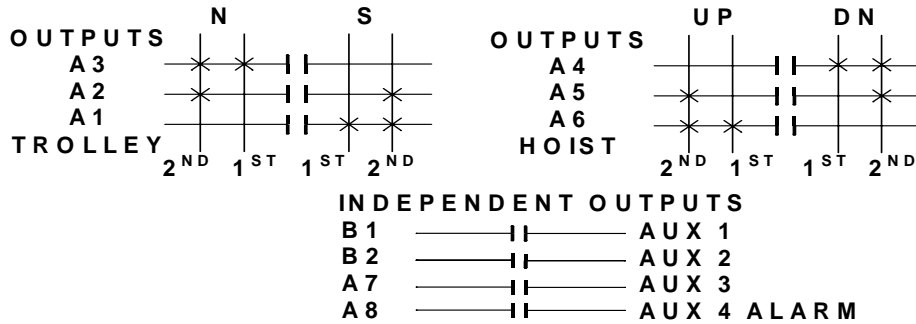 N S
OUTPUTS
A3
A2
A1
TROLLEY
2ND 1ST 1ST 2ND
UP DN
OUTPUTS
A4
A5
A6
HOIST
2ND 1ST 1ST 2ND
INDEPENDENT OUTPUTS
B1 AUX 1
B2 AUX 2
A7 AUX 3
A8 AUX 4 ALARM